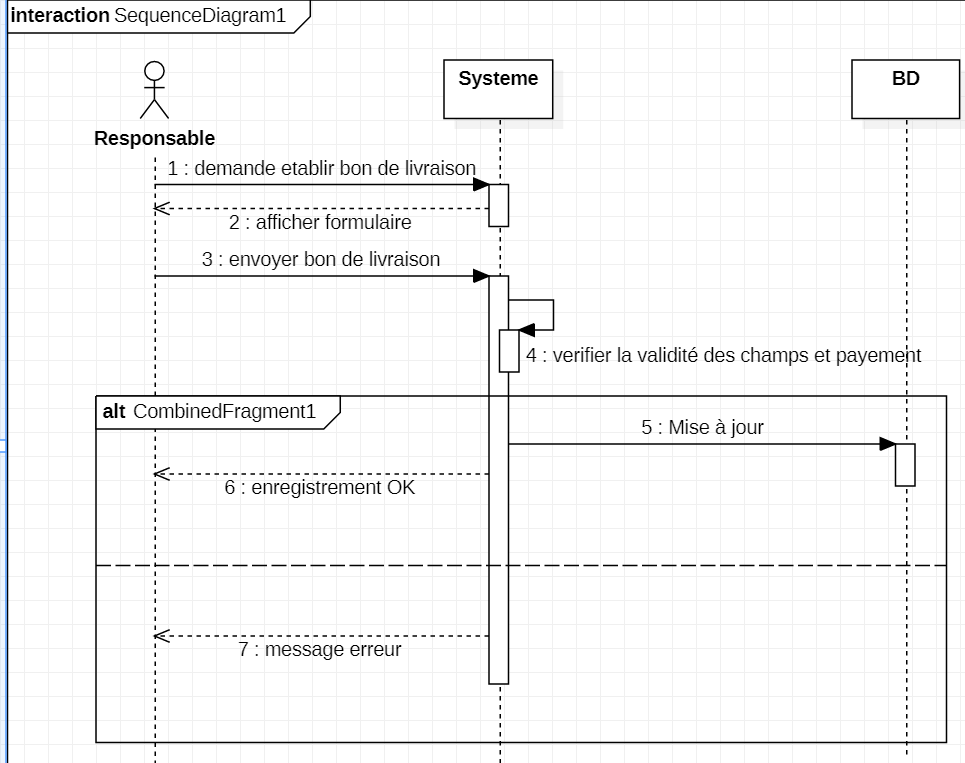 interaction SequenceDiagram1
Systeme
BD
Responsable
1 : demande etablir bon de livraison
2 : afficher formulaire
3 : envoyer bon de livraison
4 : verifier la validité des champs et payement
alt CombinedFragment1
5 : Mise à jour
6 : enregistrement OK
7 : message erreur